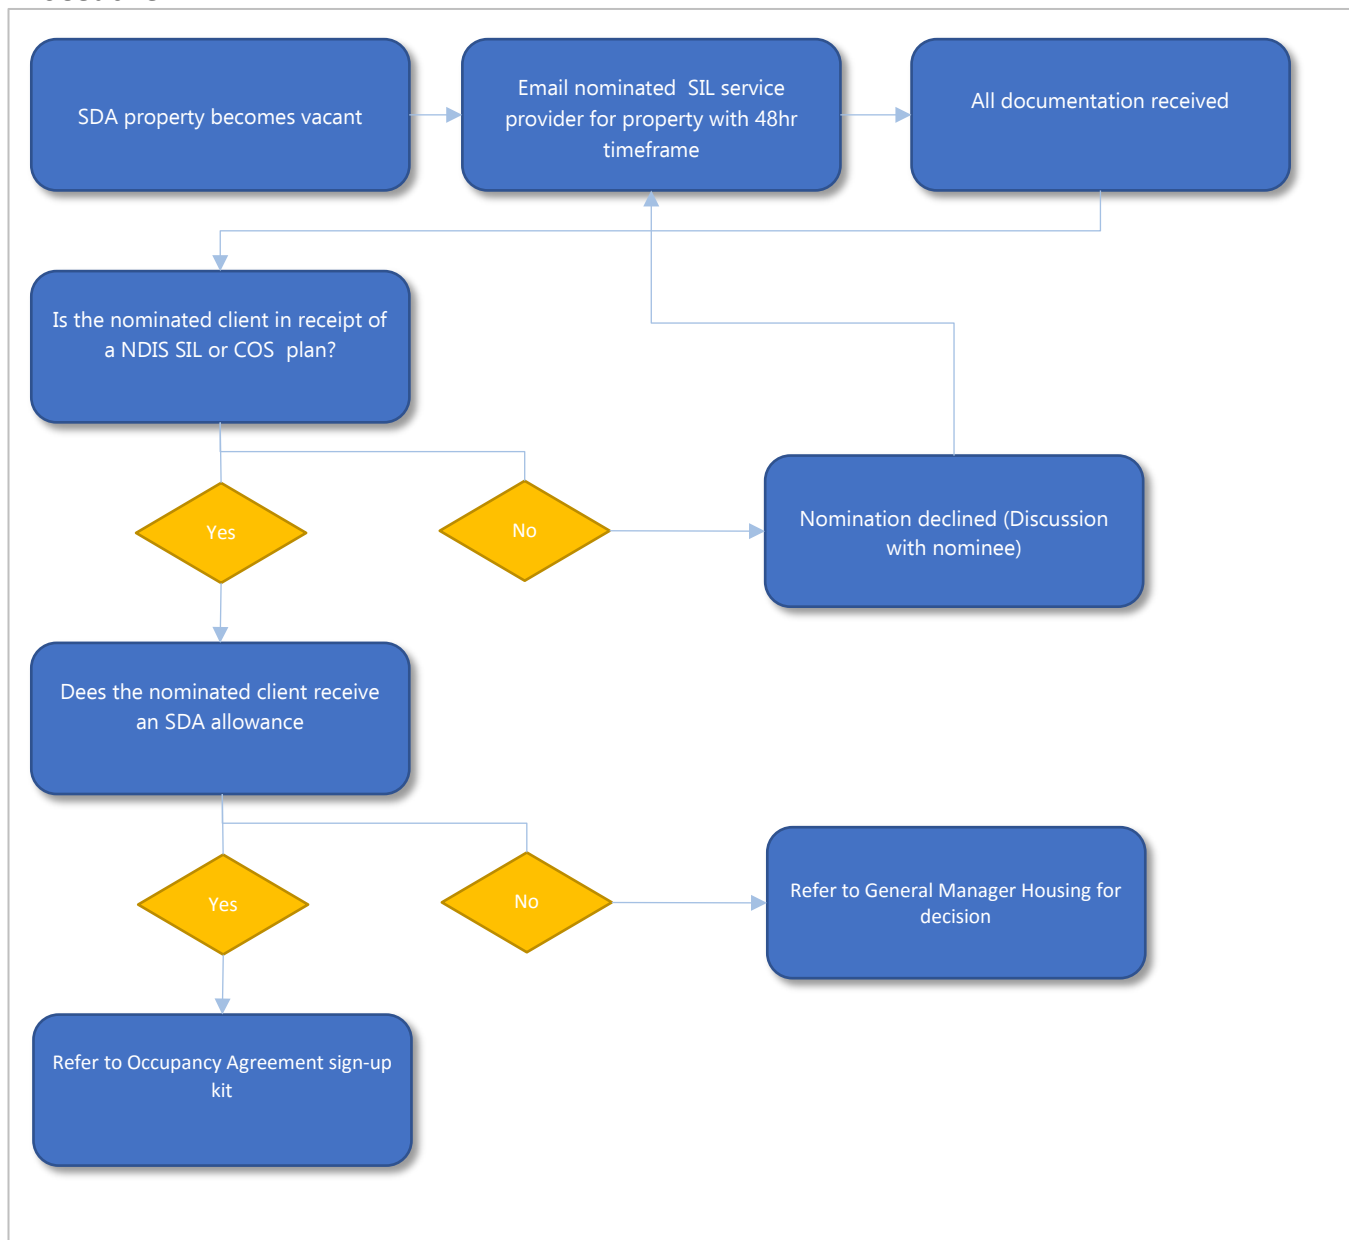 SDA property becomes vacant
Email nominated SIL service
provider for property with 48hr
timeframe
All documentation received
Is the nominated client in receipt of
a NDIS SIL or COS plan?
Yes
No
Nomination declined (Discussion
with nominee)
Dees the nominated client receive
an SDA allowance
Yes
No
Refer to General Manager Housing for
decision
Refer to Occupancy Agreement sign-up
kit